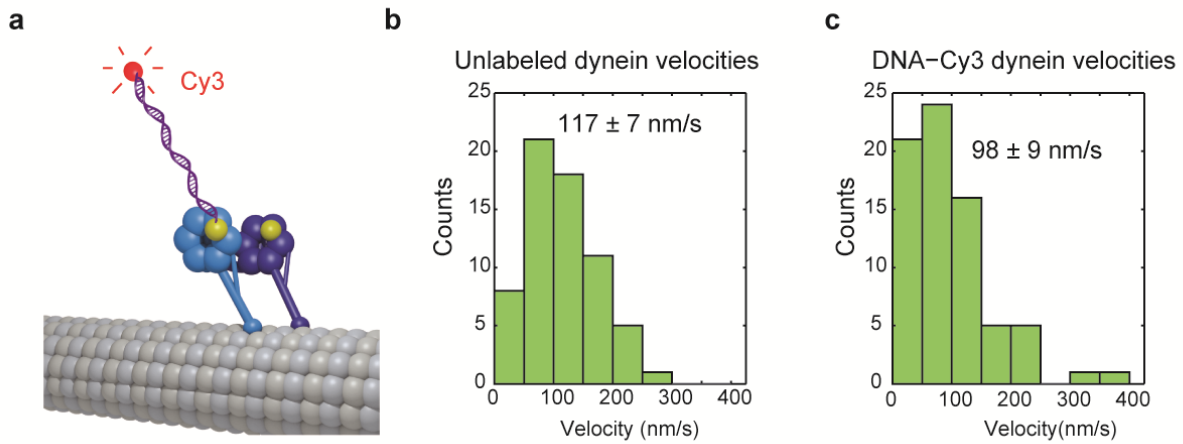 a
Cy3
b
Unlabeled dynein velocities
117 ± 7 nm/s
25
20
15
10
5
0
Counts
0 100 200 300 400
Velocity (nm/s)
c
DNA−Cy3 dynein velocities
98 ± 9 nm/s
25
20
15
10
5
0
Counts
0 100 200 300 400
Velocity(nm/s)